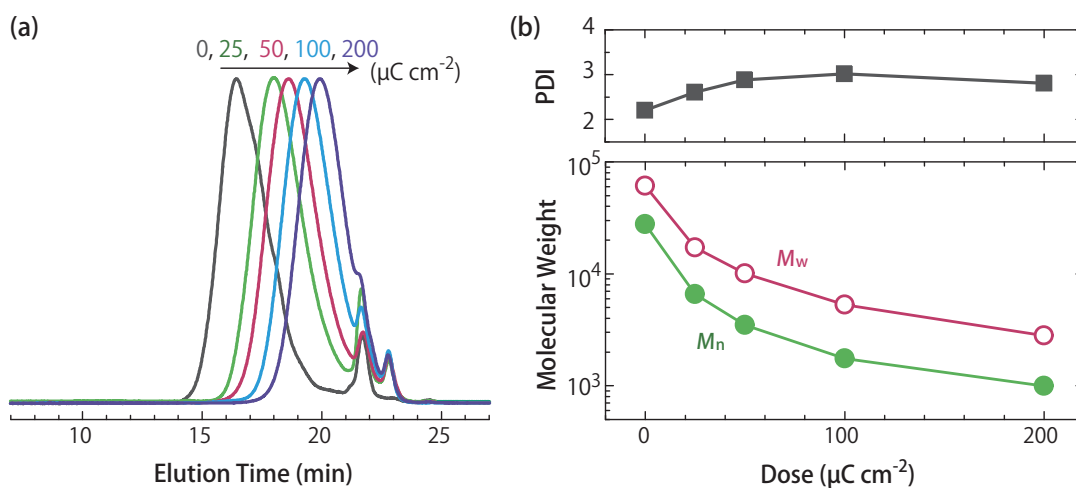 (a)
0, 25, 50, 100, 200
(μC cm⁻²)
10 15 20 25
Elution Time (min)
(b)
4
3
2
PDI
10⁵
10⁴
10³
Molecular Weight
Mw
Mn
0 100 200
Dose (μC cm⁻²)